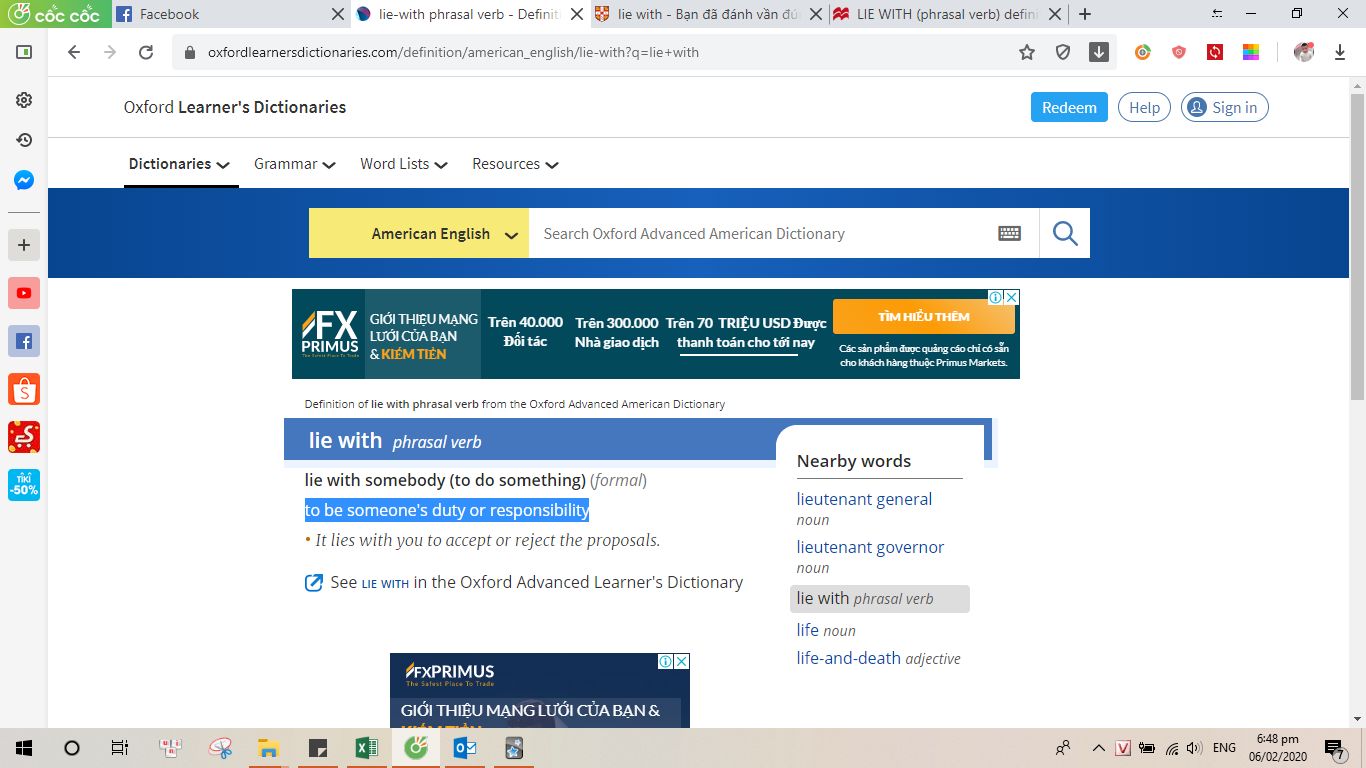 cốc cốc
Facebook
lie-with phrasal verb - Definit
lie with - Bạn đã đánh vần đú
LIE WITH (phrasal verb) defini
oxfordlearnersdictionaries.com/definition/american_english/lie-with?q=lie+with
Oxford Learner's Dictionaries
Redeem
Help
Sign in
Dictionaries
Grammar
Word Lists
Resources
American English
Search Oxford Advanced American Dictionary
FX
PRIMUS
The Safest Place To Trade
GIỚI THIỆU MẠNG
LƯỚI CỦA BẠN
& KIẾM TIỀN
Trên 40.000
Đối tác
Trên 300.000
Nhà giao dịch
Trên 70 TRIỆU USD Được
thanh toán cho tới nay
TÌM HIỂU THÊM
Các sản phẩm được quảng cáo chỉ có sẵn
cho khách hàng thuộc Primus Markets.
Definition of lie with phrasal verb from the Oxford Advanced American Dictionary
lie with phrasal verb
lie with somebody (to do something) (formal)
to be someone's duty or responsibility
• It lies with you to accept or reject the proposals.
See LIE WITH in the Oxford Advanced Learner's Dictionary
Nearby words
lieutenant general
noun
lieutenant governor
noun
lie with phrasal verb
life noun
life-and-death adjective
FXPRIMUS
The Safest Place To Trade
GIỚI THIỆU MẠNG LƯỚI CỦA BẠN &
KIẾM TIỀN
TIKI
-50%
ENG
6:48 pm
06/02/2020
7